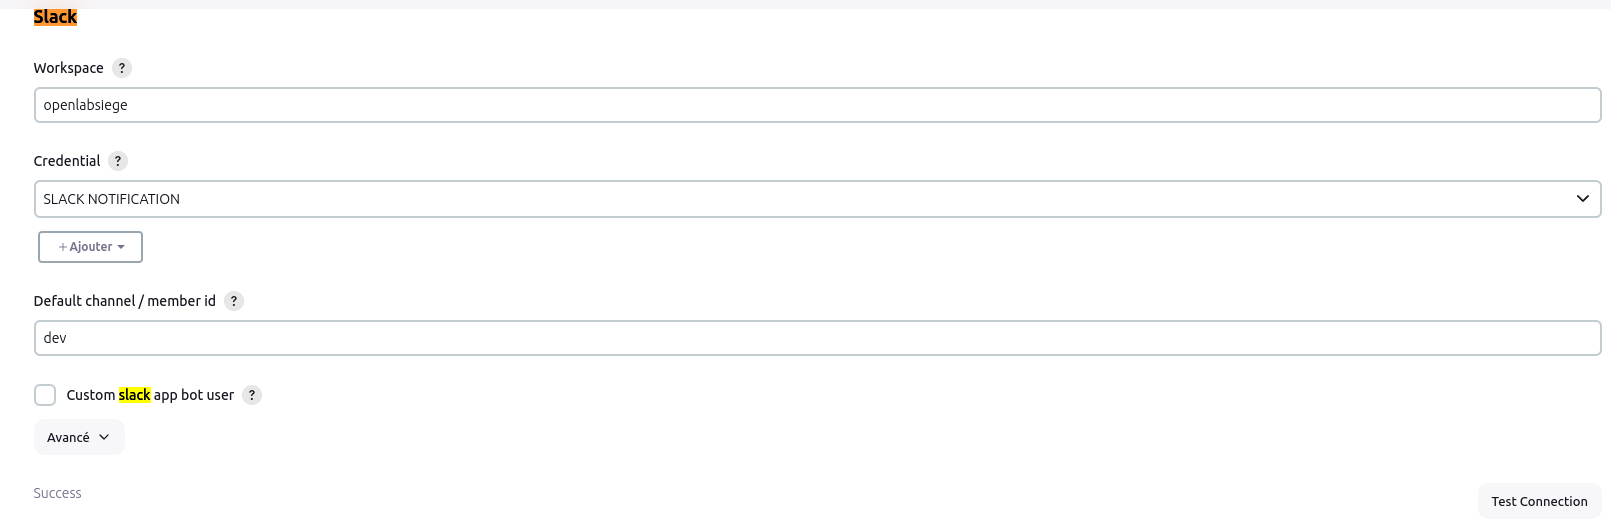 Slack
Workspace ?
openlabsiege
Credential ?
SLACK NOTIFICATION
+ Ajouter
Default channel / member id ?
dev
Custom slack app bot user ?
Avancé
Success
Test Connection